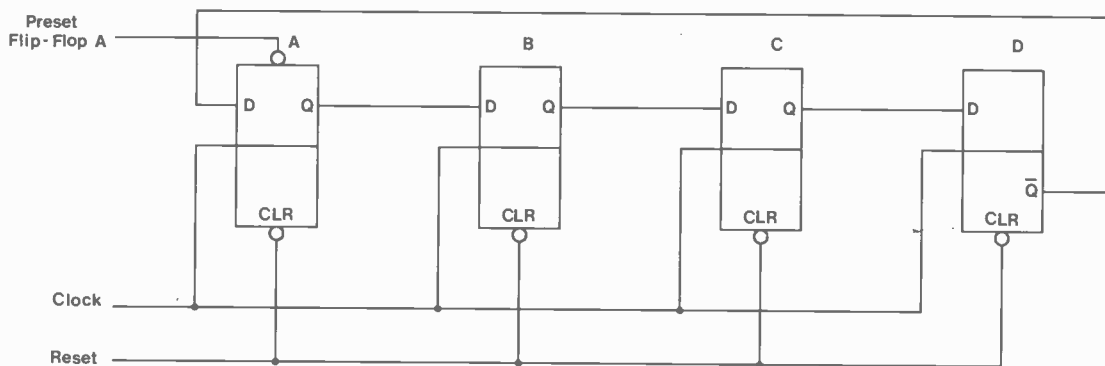 Preset
Flip-Flop A
A
B
C
D
D Q
D Q
D Q
D
Q̅
CLR
CLR
CLR
CLR
Clock
Reset